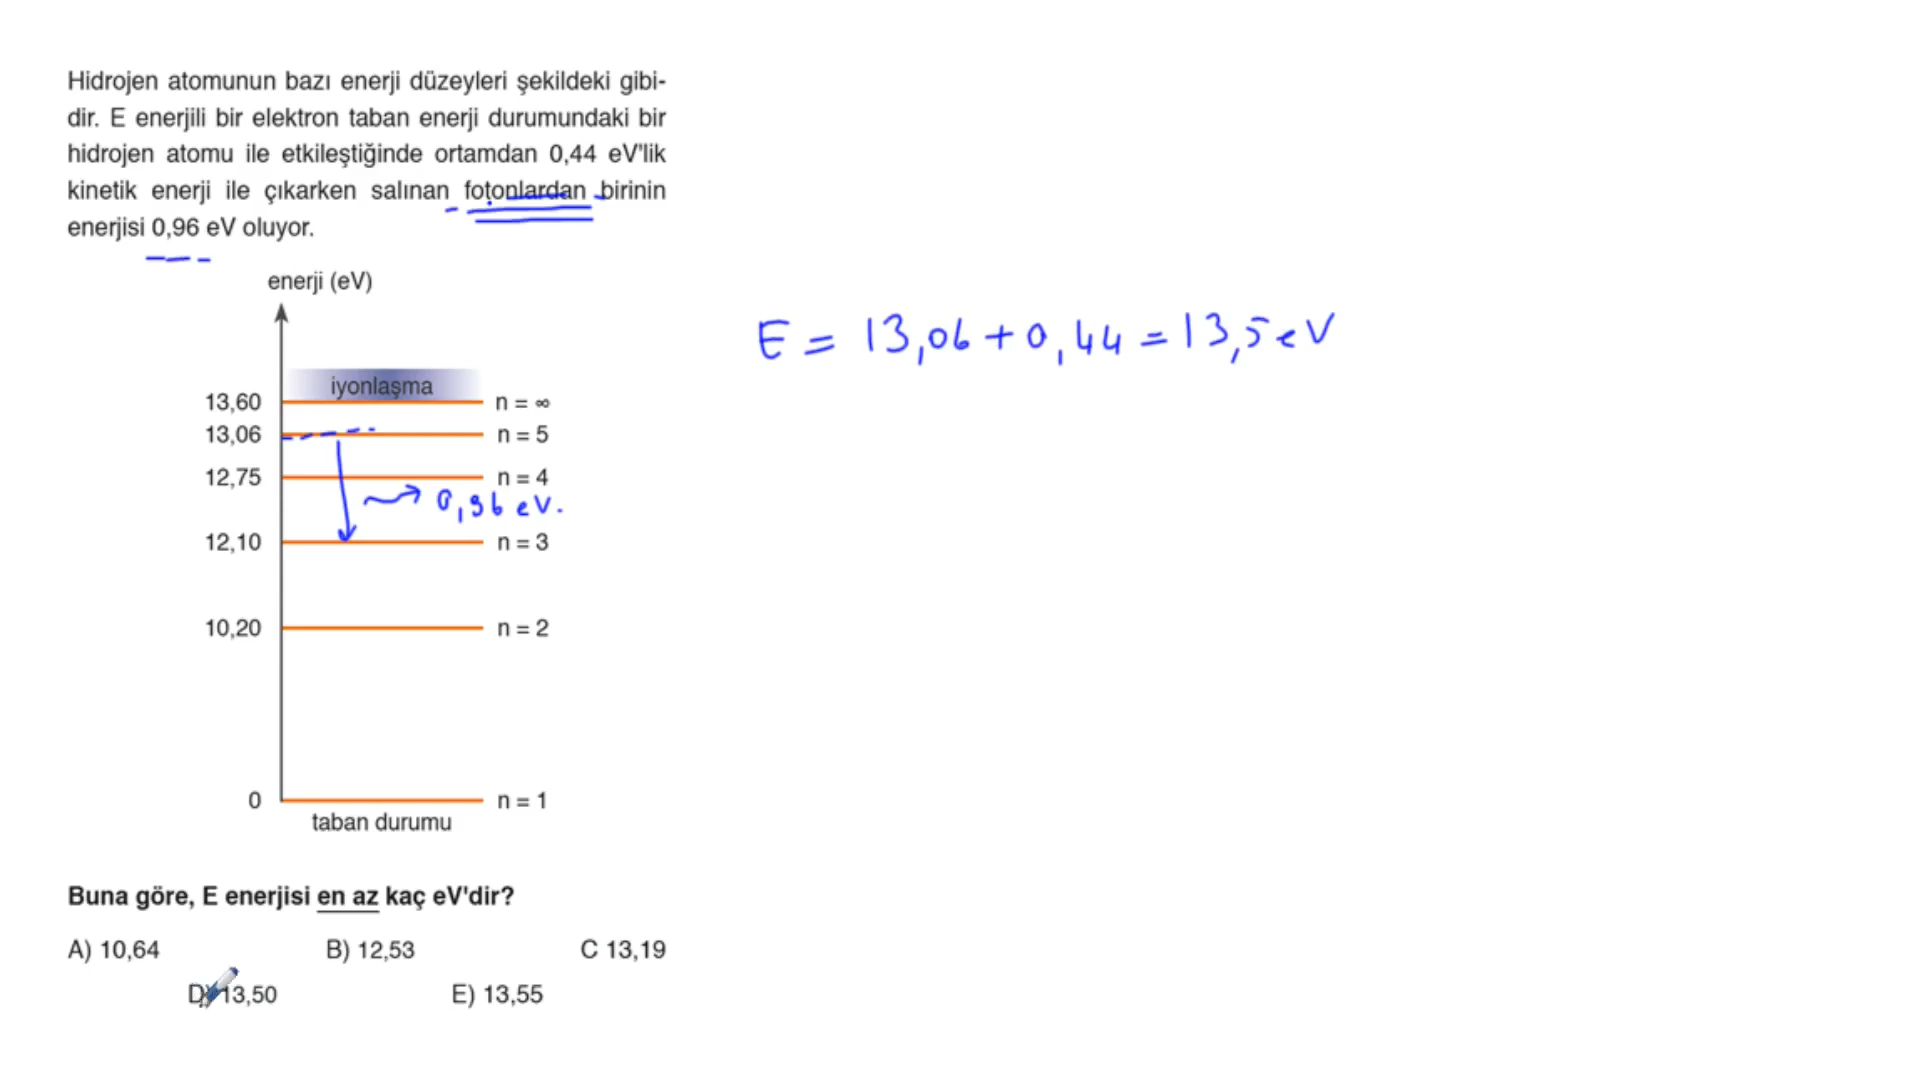 Hidrojen atomunun bazı enerji düzeyleri şekildeki gibi-
dir. E enerjili bir elektron taban enerji durumundaki bir
hidrojen atomu ile etkileştiğinde ortamdan 0,44 eV'lik
kinetik enerji ile çıkarken salınan fotonlardan birinin
enerjisi 0,96 eV oluyor.
enerji (eV)
E = 13,06 + 0,44 = 13,5 eV
iyonlaşma
13,60 n = ∞
13,06 n = 5
12,75 n = 4
0,96 eV.
12,10 n = 3
10,20 n = 2
0 n = 1
taban durumu
Buna göre, E enerjisi en az kaç eV'dir?
A) 10,64 B) 12,53 C 13,19
D) 13,50 E) 13,55